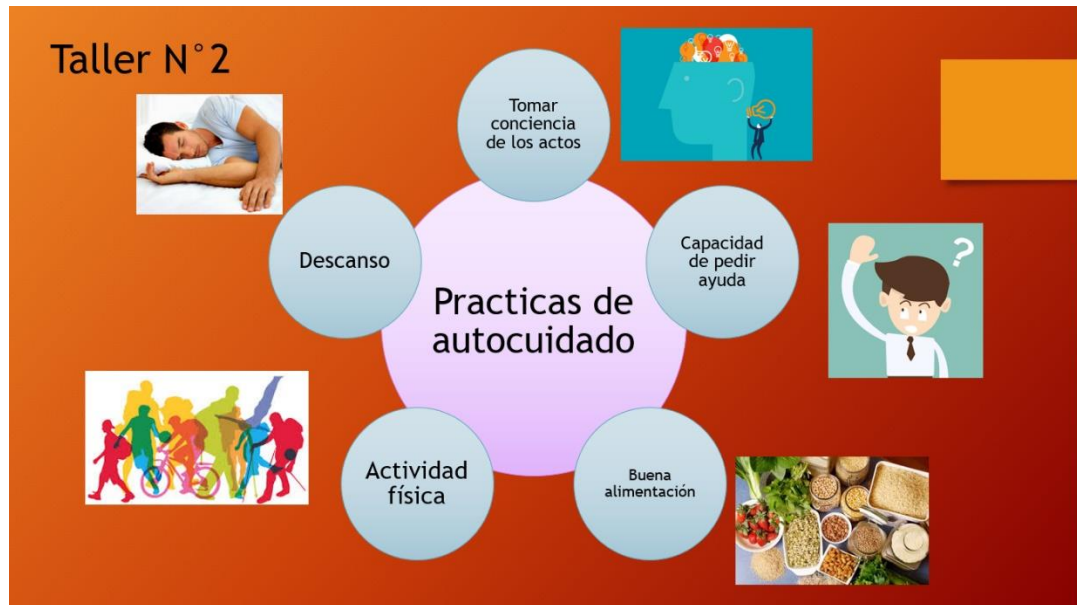 Taller N°2
Tomar
conciencia
de los actos
Capacidad
de pedir
ayuda
?
Descanso
Practicas de
autocuidado
Actividad
física
Buena
alimentación